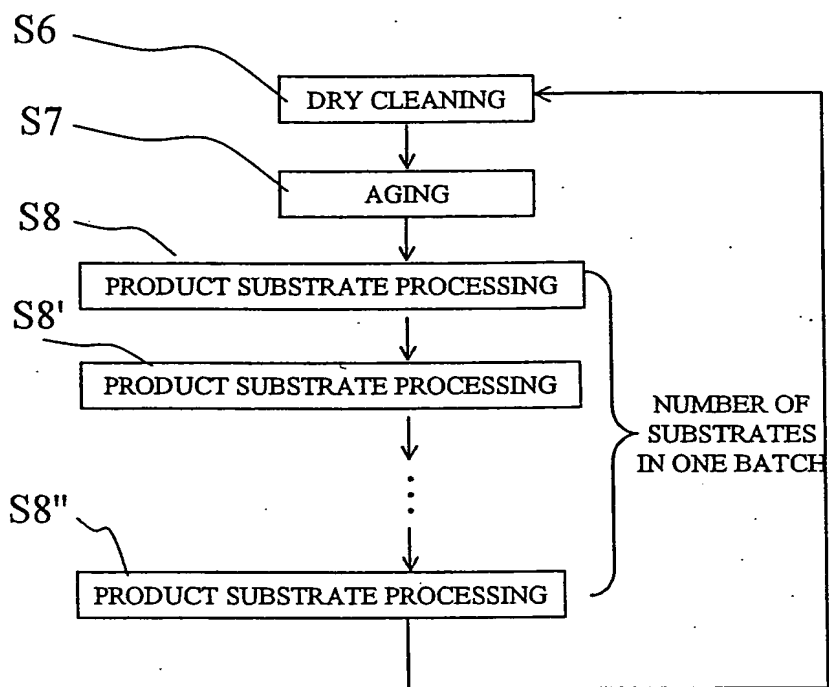 S6
DRY CLEANING
S7
AGING
S8
PRODUCT SUBSTRATE PROCESSING
S8'
PRODUCT SUBSTRATE PROCESSING
NUMBER OF
SUBSTRATES
IN ONE BATCH
S8"
PRODUCT SUBSTRATE PROCESSING